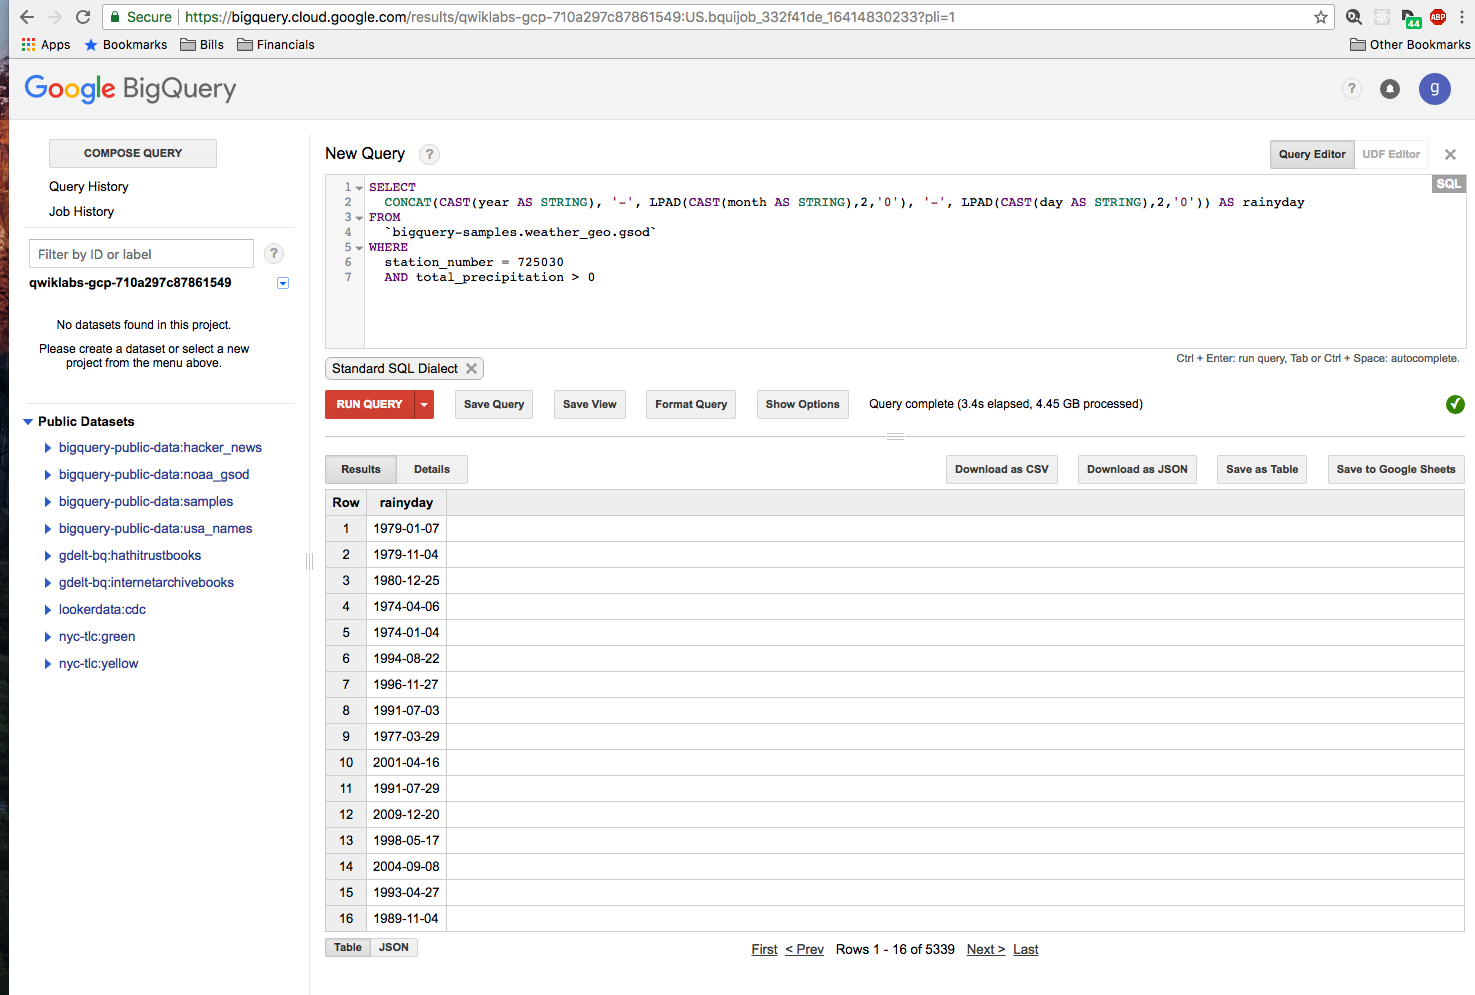 Secure https://bigquery.cloud.google.com/results/qwiklabs-gcp-710a297c87861549:US.bquijob_332f41de_16414830233?pli=1
44 ABP
Apps Bookmarks Bills Financials Other Bookmarks
Google BigQuery ? g
COMPOSE QUERY
Query History
Job History
Filter by ID or label ?
qwiklabs-gcp-710a297c87861549
No datasets found in this project.
Please create a dataset or select a new
project from the menu above.
Public Datasets
bigquery-public-data:hacker_news
bigquery-public-data:noaa_gsod
bigquery-public-data:samples
bigquery-public-data:usa_names
gdelt-bq:hathitrustbooks
gdelt-bq:internetarchivebooks
lookerdata:cdc
nyc-tlc:green
nyc-tlc:yellow
New Query ? Query Editor UDF Editor
SQL
1 SELECT
2 CONCAT(CAST(year AS STRING), '-', LPAD(CAST(month AS STRING),2,'0'), '-', LPAD(CAST(day AS STRING),2,'0')) AS rainyday
3 FROM
4 `bigquery-samples.weather_geo.gsod`
5 WHERE
6 station_number = 725030
7 AND total_precipitation > 0
Ctrl + Enter: run query, Tab or Ctrl + Space: autocomplete.
Standard SQL Dialect
RUN QUERY Save Query Save View Format Query Show Options Query complete (3.4s elapsed, 4.45 GB processed)
Results Details Download as CSV Download as JSON Save as Table Save to Google Sheets
Row rainyday
1 1979-01-07
2 1979-11-04
3 1980-12-25
4 1974-04-06
5 1974-01-04
6 1994-08-22
7 1996-11-27
8 1991-07-03
9 1977-03-29
10 2001-04-16
11 1991-07-29
12 2009-12-20
13 1998-05-17
14 2004-09-08
15 1993-04-27
16 1989-11-04
Table JSON First < Prev Rows 1 - 16 of 5339 Next > Last